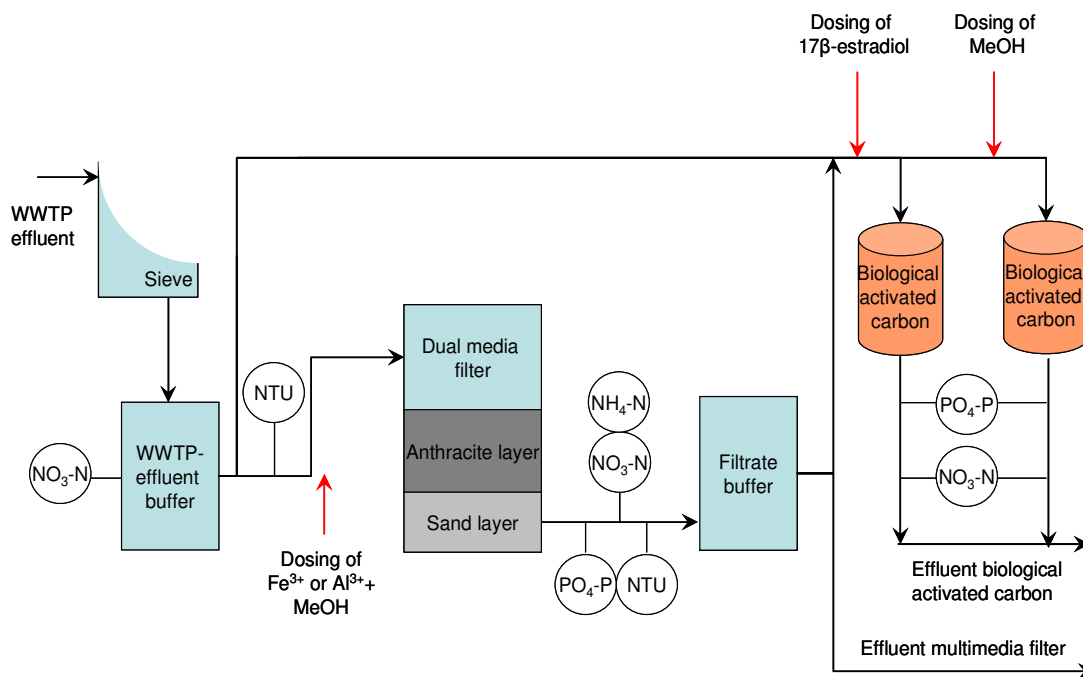 Dosing of
17β-estradiol
Dosing of
MeOH
WWTP
effluent
Sieve
Biological
activated
carbon
Biological
activated
carbon
Dual media
filter
NTU
NH4-N
PO4-P
Anthracite layer
WWTP-
effluent
buffer
NO3-N
NO3-N
Filtrate
buffer
NO3-N
Sand layer
Dosing of
Fe³⁺ or Al³⁺+
MeOH
PO4-P
NTU
Effluent biological
activated carbon
Effluent multimedia filter